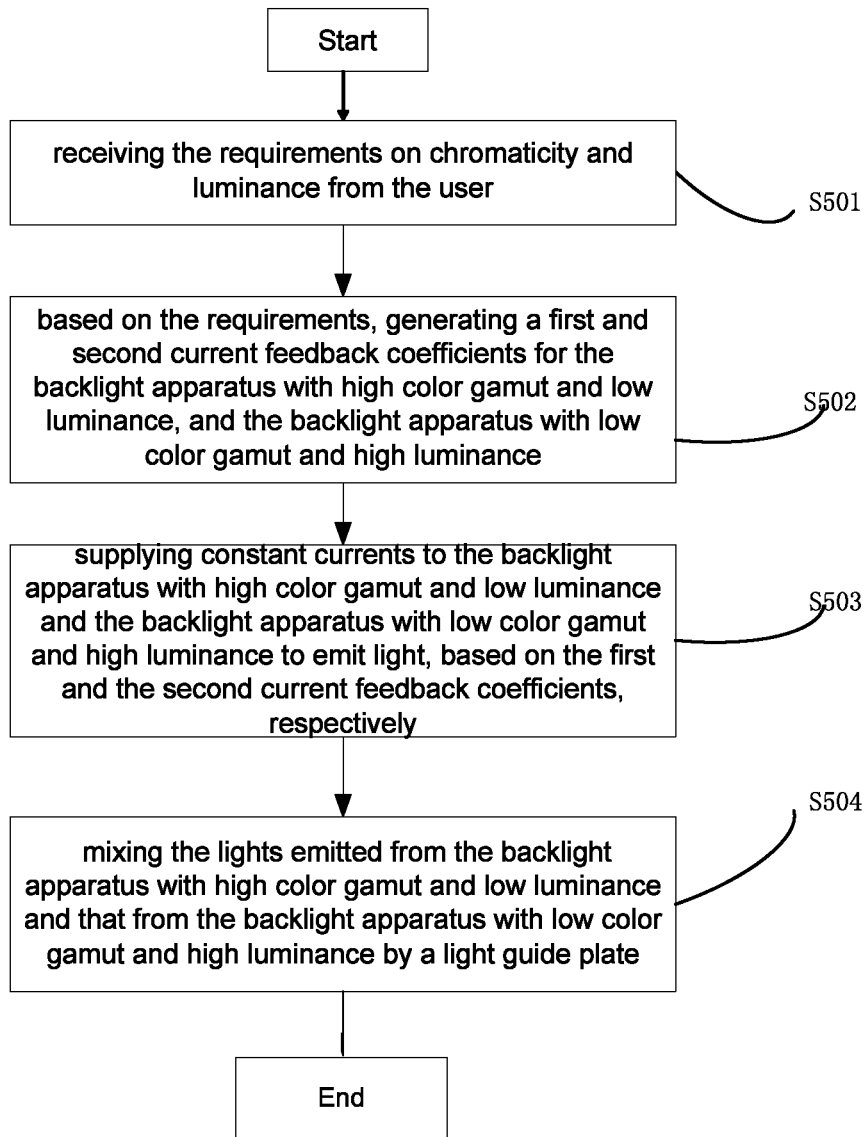 Start
receiving the requirements on chromaticity and
luminance from the user
S501
based on the requirements, generating a first and
second current feedback coefficients for the
backlight apparatus with high color gamut and low
luminance, and the backlight apparatus with low
color gamut and high luminance
S502
supplying constant currents to the backlight
apparatus with high color gamut and low luminance
and the backlight apparatus with low color gamut
and high luminance to emit light, based on the first
and the second current feedback coefficients,
respectively
S503
mixing the lights emitted from the backlight
apparatus with high color gamut and low luminance
and that from the backlight apparatus with low color
gamut and high luminance by a light guide plate
S504
End